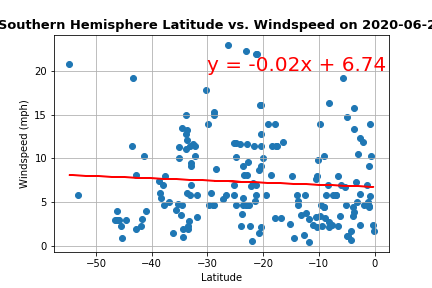 Southern Hemisphere Latitude vs. Windspeed on 2020-06-2
y = -0.02x + 6.74
20
15
10
5
0
Windspeed (mph)
−50
−40
−30
−20
−10
0
Latitude